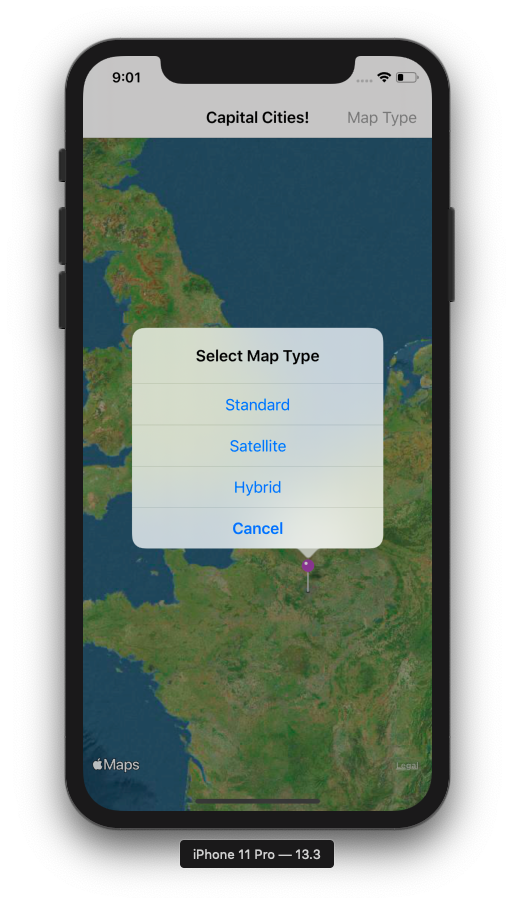 9:01
Capital Cities!
Map Type
Select Map Type
Standard
Satellite
Hybrid
Cancel
Maps
Legal
iPhone 11 Pro — 13.3